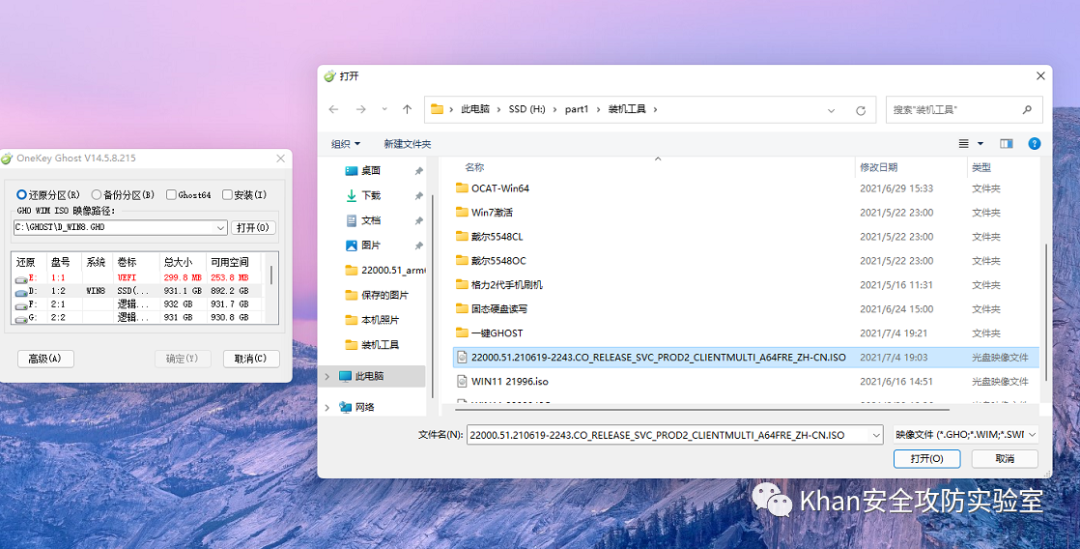 OneKey Ghost V14.5.8.215
还原分区(R) 备份分区(B) Ghost64 安装(I)
GHO WIM ISO 映像路径:
C:\GHOST\D_WIN8.GHO 打开(O)
还原 盘号 系统 卷标 总大小 可用空间
E: 1:1 UEFI 299.8 MB 253.8 MB
D: 1:2 WIN8 SSD(... 931.1 GB 892.2 GB
F: 2:1 逻辑... 932 GB 931.7 GB
G: 2:2 逻辑... 931 GB 930.8 GB
高级(A) 确定(Y) 取消(C)
打开
此电脑 › SSD (H:) › part1 › 装机工具 ›
搜索"装机工具"
组织 新建文件夹
桌面
下载
文档
图片
22000.51_arm
保存的图片
本机照片
装机工具
此电脑
网络
名称 修改日期 类型
OCAT-Win64 2021/6/29 15:33 文件夹
Win7激活 2021/5/22 23:00 文件夹
戴尔5548CL 2021/5/22 23:00 文件夹
戴尔5548OC 2021/5/22 23:00 文件夹
格力2代手机刷机 2021/5/16 11:31 文件夹
固态硬盘读写 2021/6/24 15:00 文件夹
一键GHOST 2021/7/4 19:21 文件夹
22000.51.210619-2243.CO_RELEASE_SVC_PROD2_CLIENTMULTI_A64FRE_ZH-CN.ISO 2021/7/4 19:03 光盘映像文件
WIN11 21996.iso 2021/6/16 14:51 光盘映像文件
文件名(N): 22000.51.210619-2243.CO_RELEASE_SVC_PROD2_CLIENTMULTI_A64FRE_ZH-CN.ISO 映像文件 (*.GHO;*.WIM;*.SWI
打开(O) 取消
Khan安全攻防实验室